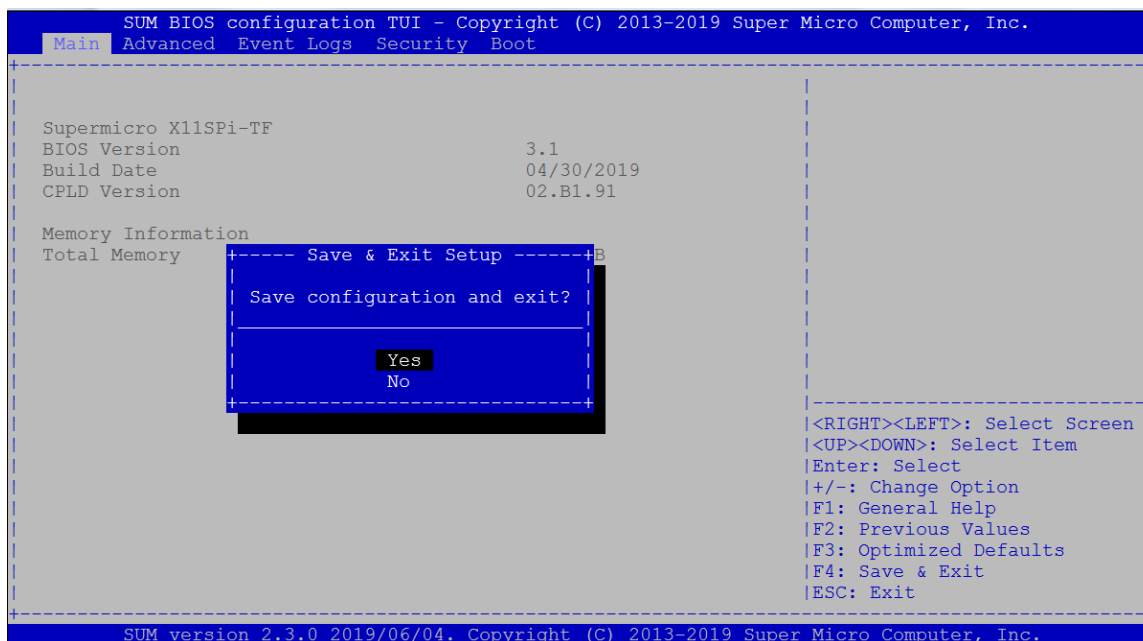 SUM BIOS configuration TUI - Copyright (C) 2013-2019 Super Micro Computer, Inc.
Main Advanced Event Logs Security Boot
Supermicro X11SPi-TF
BIOS Version 3.1
Build Date 04/30/2019
CPLD Version 02.B1.91
Memory Information
Total Memory B
Save & Exit Setup
Save configuration and exit?
Yes
No
<RIGHT><LEFT>: Select Screen
<UP><DOWN>: Select Item
Enter: Select
+/-: Change Option
F1: General Help
F2: Previous Values
F3: Optimized Defaults
F4: Save & Exit
ESC: Exit
SUM version 2.3.0 2019/06/04. Copyright (C) 2013-2019 Super Micro Computer, Inc.